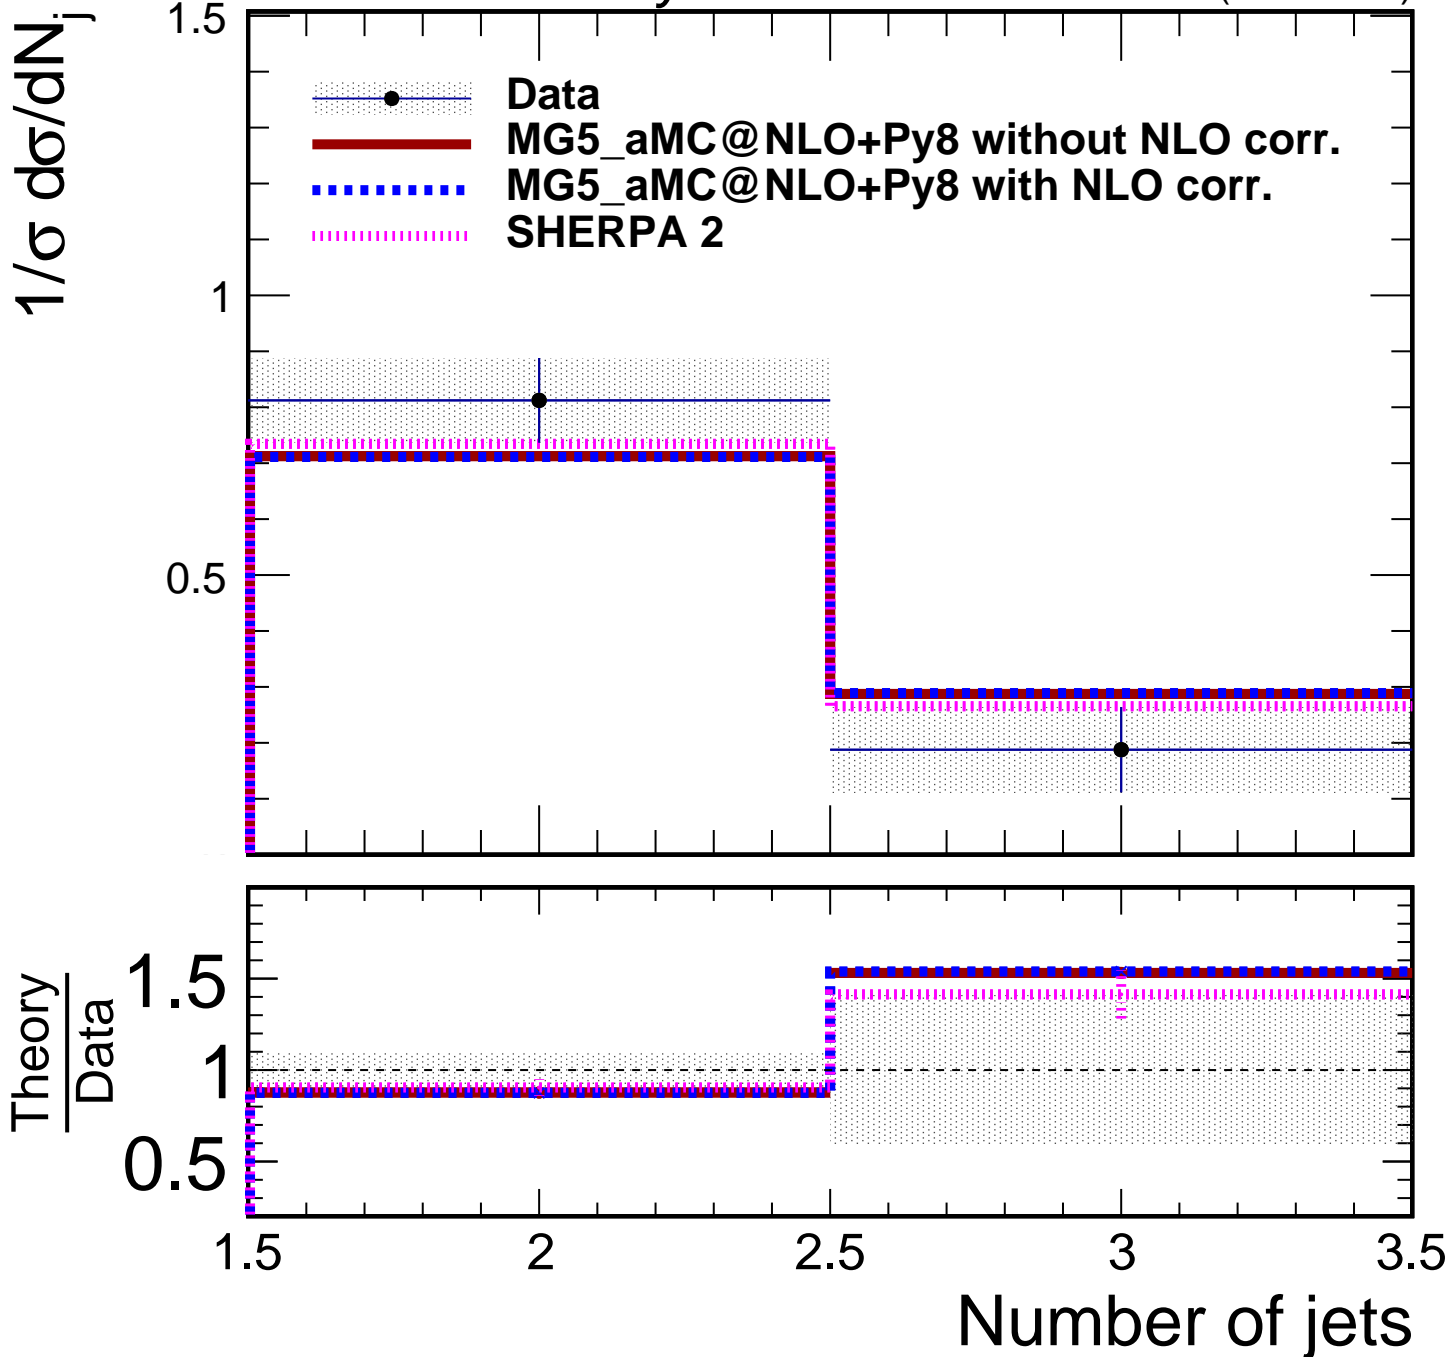 1.5
1/σ dσ/dNj
Data
MG5_aMC@NLO+Py8 without NLO corr.
MG5_aMC@NLO+Py8 with NLO corr.
SHERPA 2
1
0.5
Theory
Data
1.5
1
0.5
1.5 2 2.5 3 3.5
Number of jets